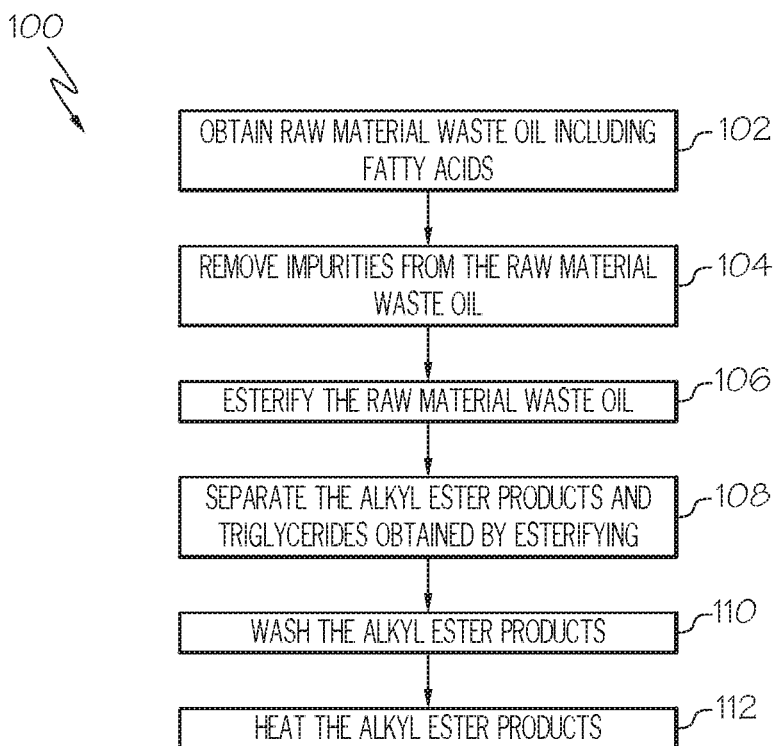 100
OBTAIN RAW MATERIAL WASTE OIL INCLUDING
FATTY ACIDS
102
REMOVE IMPURITIES FROM THE RAW MATERIAL
WASTE OIL
104
ESTERIFY THE RAW MATERIAL WASTE OIL
106
SEPARATE THE ALKYL ESTER PRODUCTS AND
TRIGLYCERIDES OBTAINED BY ESTERIFYING
108
WASH THE ALKYL ESTER PRODUCTS
110
HEAT THE ALKYL ESTER PRODUCTS
112